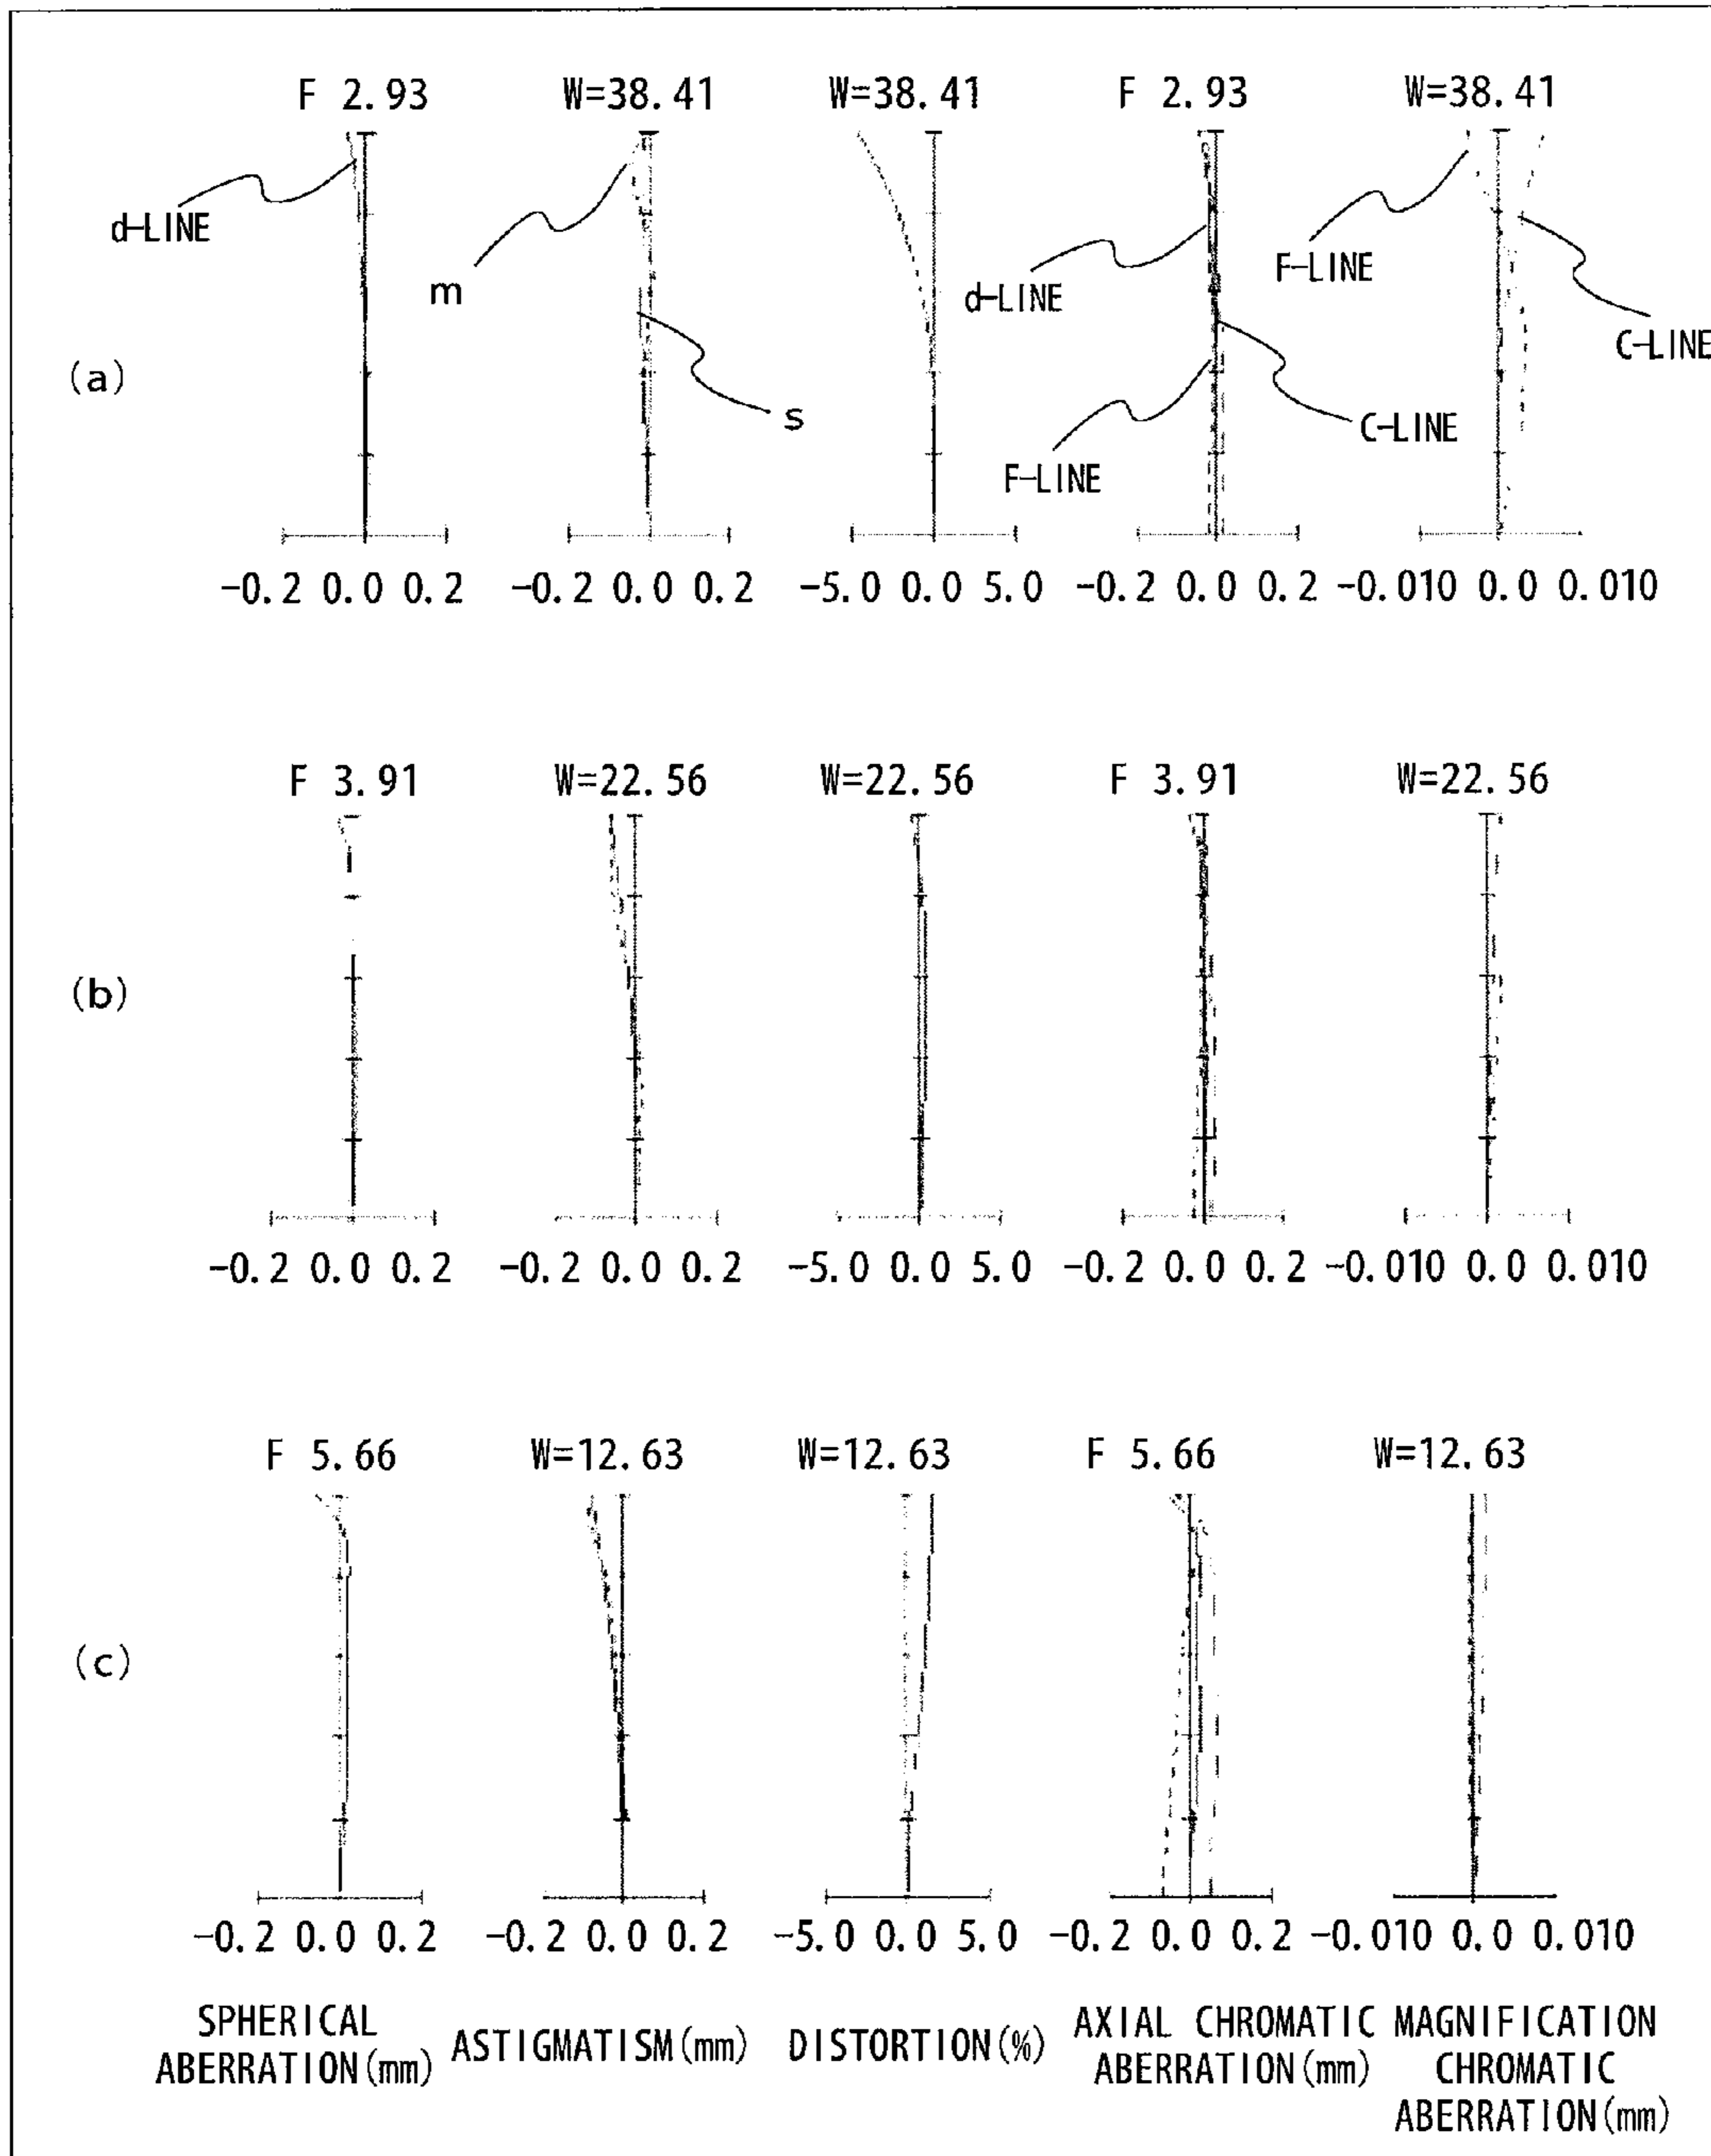 F 2.93 W=38.41 W=38.41 F 2.93 W=38.41
d-LINE
m
s
d-LINE
F-LINE
C-LINE
F-LINE
C-LINE
(a)
-0.2 0.0 0.2 -0.2 0.0 0.2 -5.0 0.0 5.0 -0.2 0.0 0.2 -0.010 0.0 0.010
F 3.91 W=22.56 W=22.56 F 3.91 W=22.56
(b)
-0.2 0.0 0.2 -0.2 0.0 0.2 -5.0 0.0 5.0 -0.2 0.0 0.2 -0.010 0.0 0.010
F 5.66 W=12.63 W=12.63 F 5.66 W=12.63
(c)
-0.2 0.0 0.2 -0.2 0.0 0.2 -5.0 0.0 5.0 -0.2 0.0 0.2 -0.010 0.0 0.010
SPHERICAL
ABERRATION(mm)
ASTIGMATISM(mm)
DISTORTION(%)
AXIAL CHROMATIC
ABERRATION(mm)
MAGNIFICATION
CHROMATIC
ABERRATION(mm)